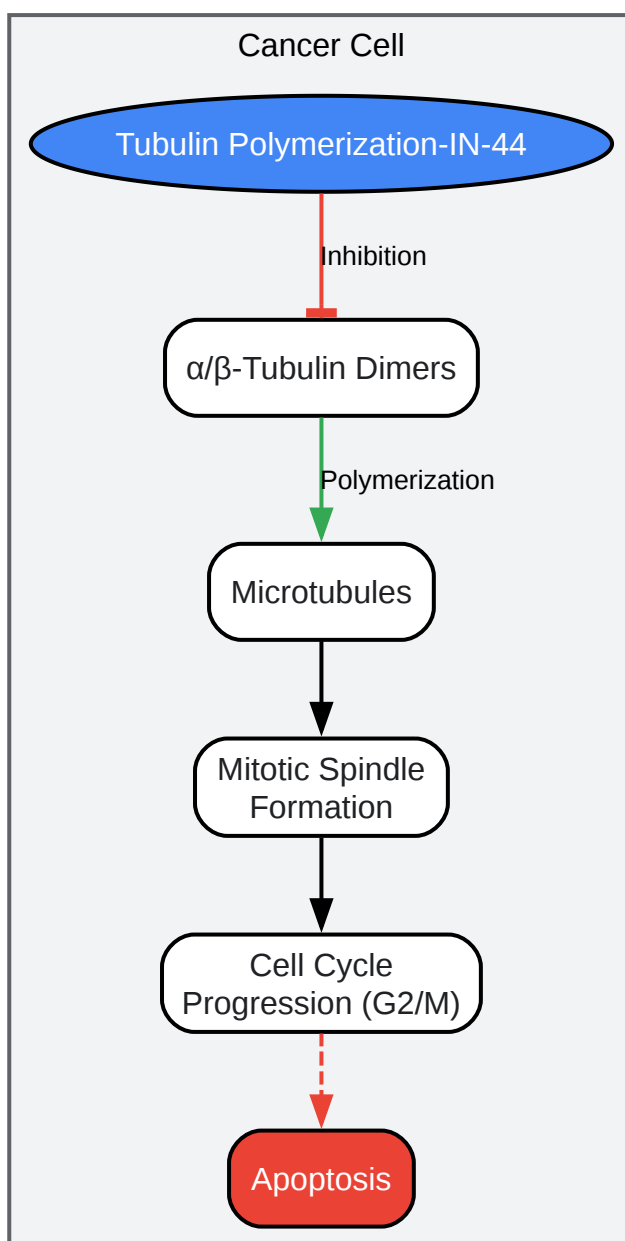 Cancer Cell
Tubulin Polymerization-IN-44
Inhibition
α/β-Tubulin Dimers
Polymerization
Microtubules
Mitotic Spindle
Formation
Cell Cycle
Progression (G2/M)
Apoptosis